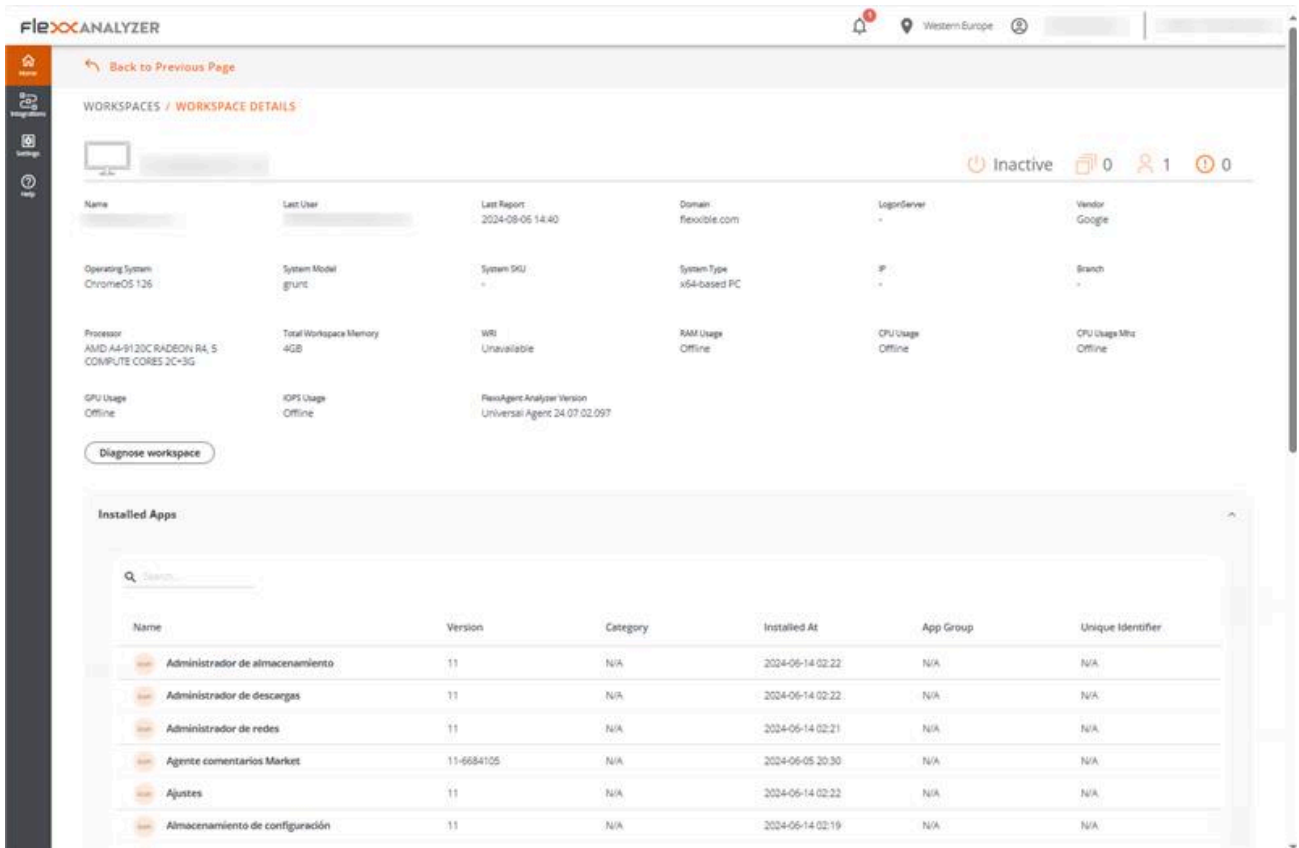 FlexxANALYZER
1
Western Europe
Home
Back to Previous Page
Integrations
WORKSPACES / WORKSPACE DETAILS
Settings
Help
Inactive 0 1 0
Name Last User Last Report Domain LogonServer Vendor
2024-08-06 14:40 flexxible.com - Google
Operating System System Model System SKU System Type IP Branch
ChromeOS 126 grunt - x64-based PC - -
Processor Total Workspace Memory WRI RAM Usage CPU Usage CPU Usage Mhz
AMD A4-9120C RADEON R4, 5 4GB Unavailable Offline Offline Offline
COMPUTE CORES 2C+3G
GPU Usage IOPS Usage FlexxAgent Analyzer Version
Offline Offline Universal Agent 24.07.02.097
Diagnose workspace
Installed Apps
Search...
Name Version Category Installed At App Group Unique Identifier
Administrador de almacenamiento 11 N/A 2024-06-14 02:22 N/A N/A
Administrador de descargas 11 N/A 2024-06-14 02:22 N/A N/A
Administrador de redes 11 N/A 2024-06-14 02:21 N/A N/A
Agente comentarios Market 11-6684105 N/A 2024-06-05 20:30 N/A N/A
Ajustes 11 N/A 2024-06-14 02:22 N/A N/A
Almacenamiento de configuración 11 N/A 2024-06-14 02:19 N/A N/A